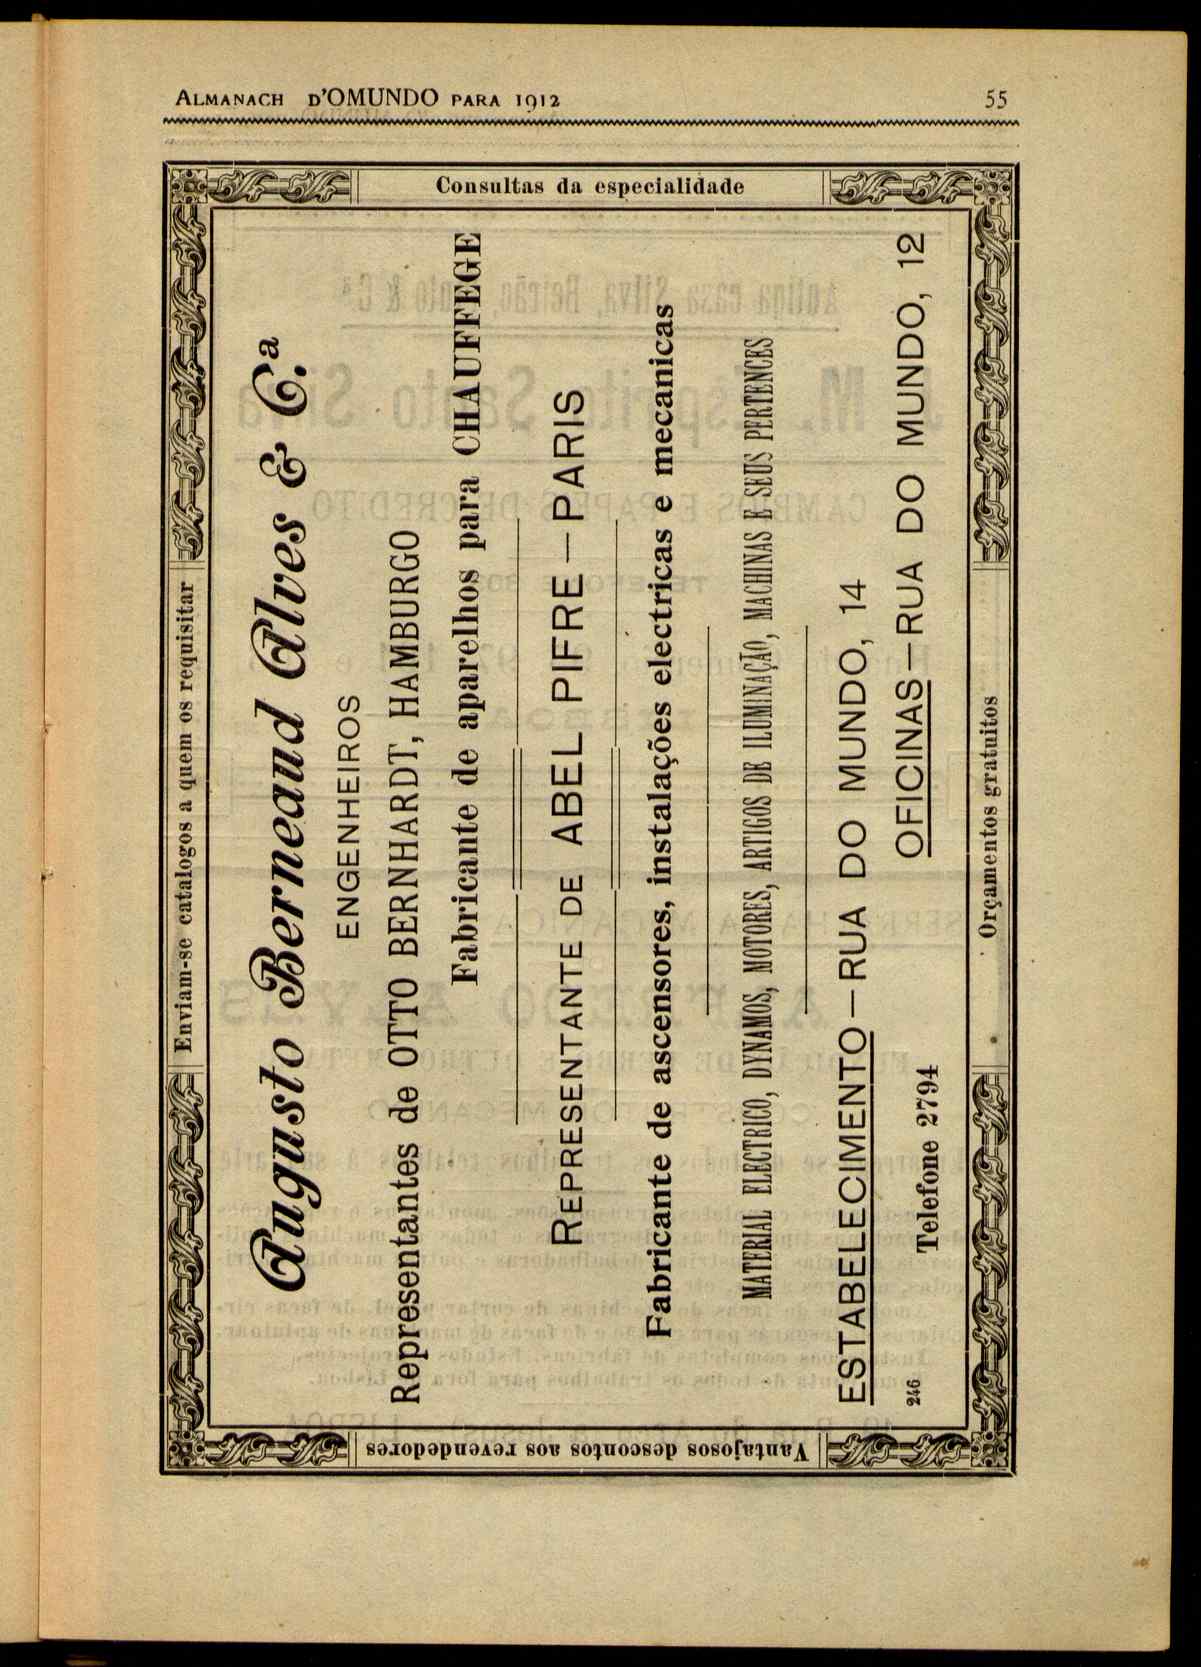 ALMANACH D'OMUNDO PARA 1912 55
Consultas da especialidade
Enviam-se catalogos a quem os requisitar
Augusto Berneaud Alves & C.ª
ENGENHEIROS
Representantes de OTTO BERNHARDT, HAMBURGO
Fabricante de aparelhos para CHAUFFEGE
REPRESENTANTE DE ABEL PIFRE—PARIS
Fabricante de ascensores, instalações electricas e mecanicas
MATERIAL ELECTRICO, DYNAMOS, MOTORES, ARTIGOS DE ILUMINAÇÃO, MACHINAS E SEUS PERTENCES
ESTABELECIMENTO—RUA DO MUNDO, 14
OFICINAS—RUA DO MUNDO, 12
246 Telefone 2794
Orçamentos gratuitos
Vantajosos descontos aos revendedores